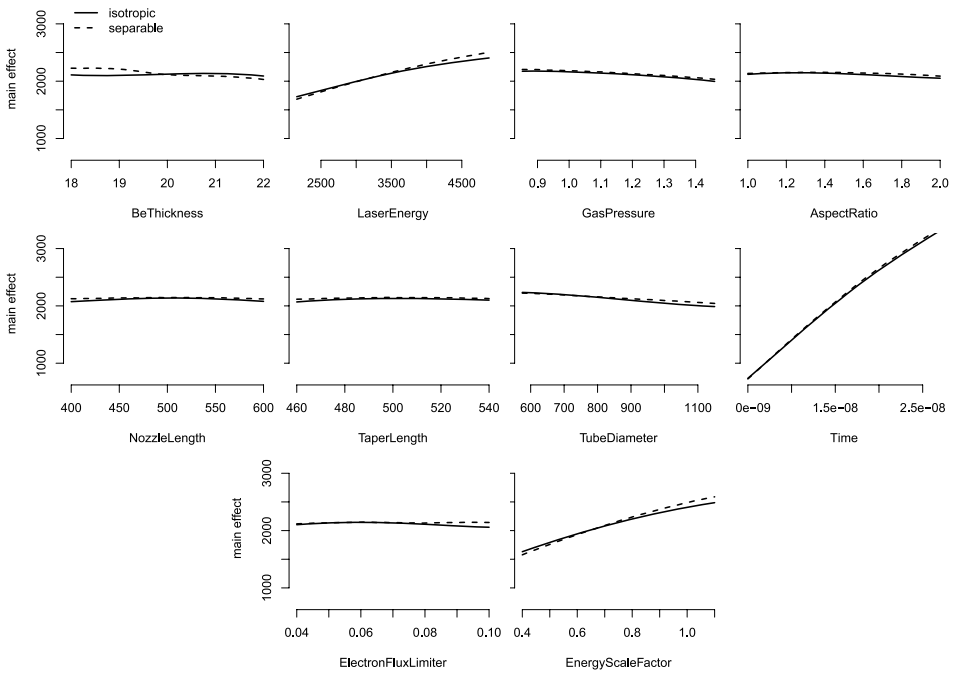 isotropic
separable
main effect
1000 2000 3000
18 19 20 21 22
BeThickness
2500 3500 4500
LaserEnergy
0.9 1.0 1.1 1.2 1.3 1.4
GasPressure
1.0 1.2 1.4 1.6 1.8 2.0
AspectRatio
main effect
1000 2000 3000
400 450 500 550 600
NozzleLength
460 480 500 520 540
TaperLength
600 700 800 900 1100
TubeDiameter
0e−09 1.5e−08 2.5e−08
Time
main effect
1000 2000 3000
0.04 0.06 0.08 0.10
ElectronFluxLimiter
0.4 0.6 0.8 1.0
EnergyScaleFactor